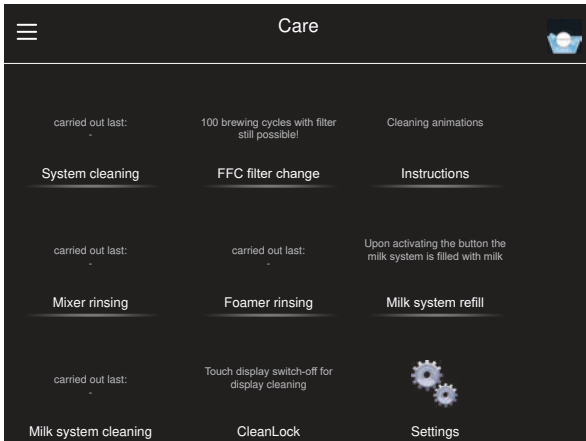 Care
carried out last:
-
100 brewing cycles with filter
still possible!
Cleaning animations
System cleaning
FFC filter change
Instructions
carried out last:
-
carried out last:
-
Upon activating the button the
milk system is filled with milk
Mixer rinsing
Foamer rinsing
Milk system refill
carried out last:
-
Touch display switch-off for
display cleaning
Milk system cleaning
CleanLock
Settings